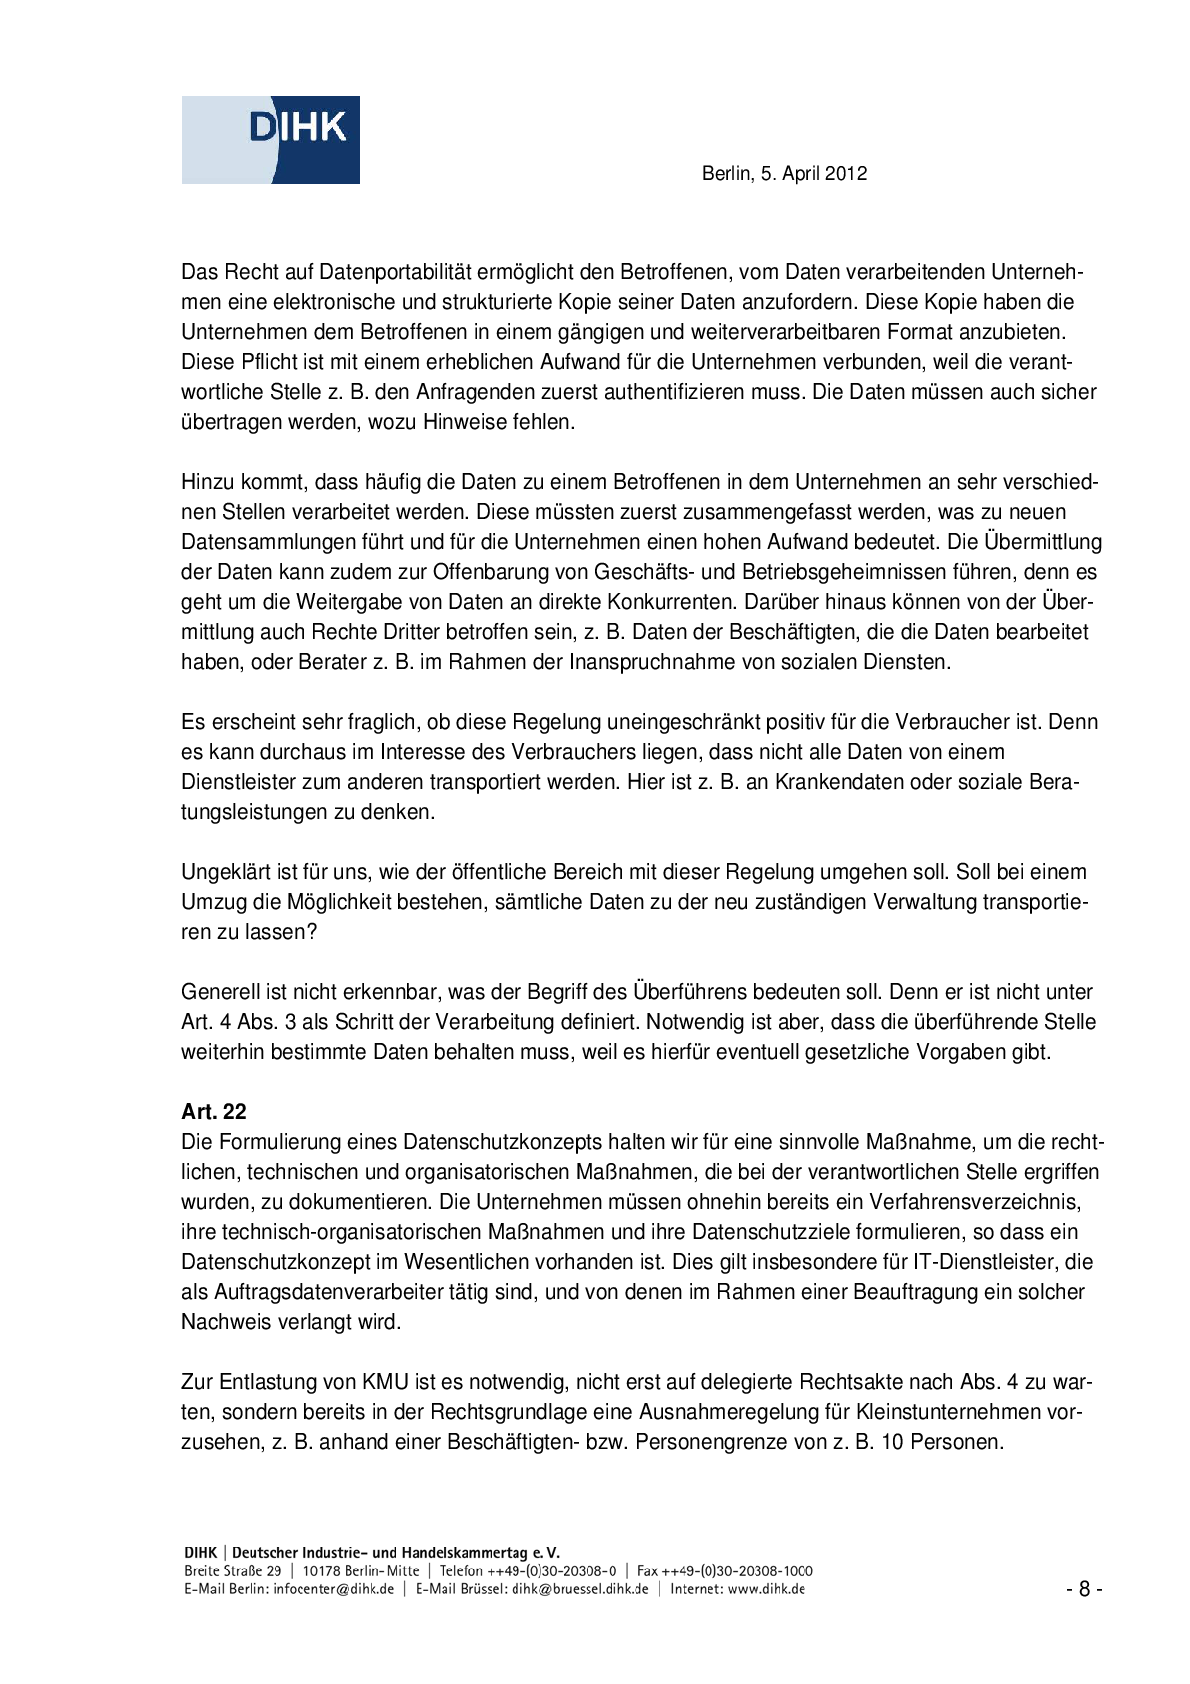 DIHK
Berlin, 5. April 2012
Das Recht auf Datenportabilität ermöglicht den Betroffenen, vom Daten verarbeitenden Unterneh-
men eine elektronische und strukturierte Kopie seiner Daten anzufordern. Diese Kopie haben die
Unternehmen dem Betroffenen in einem gängigen und weiterverarbeitbaren Format anzubieten.
Diese Pflicht ist mit einem erheblichen Aufwand für die Unternehmen verbunden, weil die verant-
wortliche Stelle z. B. den Anfragenden zuerst authentifizieren muss. Die Daten müssen auch sicher
übertragen werden, wozu Hinweise fehlen.
Hinzu kommt, dass häufig die Daten zu einem Betroffenen in dem Unternehmen an sehr verschied-
nen Stellen verarbeitet werden. Diese müssten zuerst zusammengefasst werden, was zu neuen
Datensammlungen führt und für die Unternehmen einen hohen Aufwand bedeutet. Die Übermittlung
der Daten kann zudem zur Offenbarung von Geschäfts- und Betriebsgeheimnissen führen, denn es
geht um die Weitergabe von Daten an direkte Konkurrenten. Darüber hinaus können von der Über-
mittlung auch Rechte Dritter betroffen sein, z. B. Daten der Beschäftigten, die die Daten bearbeitet
haben, oder Berater z. B. im Rahmen der Inanspruchnahme von sozialen Diensten.
Es erscheint sehr fraglich, ob diese Regelung uneingeschränkt positiv für die Verbraucher ist. Denn
es kann durchaus im Interesse des Verbrauchers liegen, dass nicht alle Daten von einem
Dienstleister zum anderen transportiert werden. Hier ist z. B. an Krankendaten oder soziale Bera-
tungsleistungen zu denken.
Ungeklärt ist für uns, wie der öffentliche Bereich mit dieser Regelung umgehen soll. Soll bei einem
Umzug die Möglichkeit bestehen, sämtliche Daten zu der neu zuständigen Verwaltung transportie-
ren zu lassen?
Generell ist nicht erkennbar, was der Begriff des Überführens bedeuten soll. Denn er ist nicht unter
Art. 4 Abs. 3 als Schritt der Verarbeitung definiert. Notwendig ist aber, dass die überführende Stelle
weiterhin bestimmte Daten behalten muss, weil es hierfür eventuell gesetzliche Vorgaben gibt.
Art. 22
Die Formulierung eines Datenschutzkonzepts halten wir für eine sinnvolle Maßnahme, um die recht-
lichen, technischen und organisatorischen Maßnahmen, die bei der verantwortlichen Stelle ergriffen
wurden, zu dokumentieren. Die Unternehmen müssen ohnehin bereits ein Verfahrensverzeichnis,
ihre technisch-organisatorischen Maßnahmen und ihre Datenschutzziele formulieren, so dass ein
Datenschutzkonzept im Wesentlichen vorhanden ist. Dies gilt insbesondere für IT-Dienstleister, die
als Auftragsdatenverarbeiter tätig sind, und von denen im Rahmen einer Beauftragung ein solcher
Nachweis verlangt wird.
Zur Entlastung von KMU ist es notwendig, nicht erst auf delegierte Rechtsakte nach Abs. 4 zu war-
ten, sondern bereits in der Rechtsgrundlage eine Ausnahmeregelung für Kleinstunternehmen vor-
zusehen, z. B. anhand einer Beschäftigten- bzw. Personengrenze von z. B. 10 Personen.
DIHK | Deutscher Industrie- und Handelskammertag e. V.
Breite Straße 29 | 10178 Berlin-Mitte | Telefon ++49-(0)30-20308-0 | Fax ++49-(0)30-20308-1000
E-Mail Berlin: infocenter@dihk.de | E-Mail Brüssel: dihk@bruessel.dihk.de | Internet: www.dihk.de
- 8 -